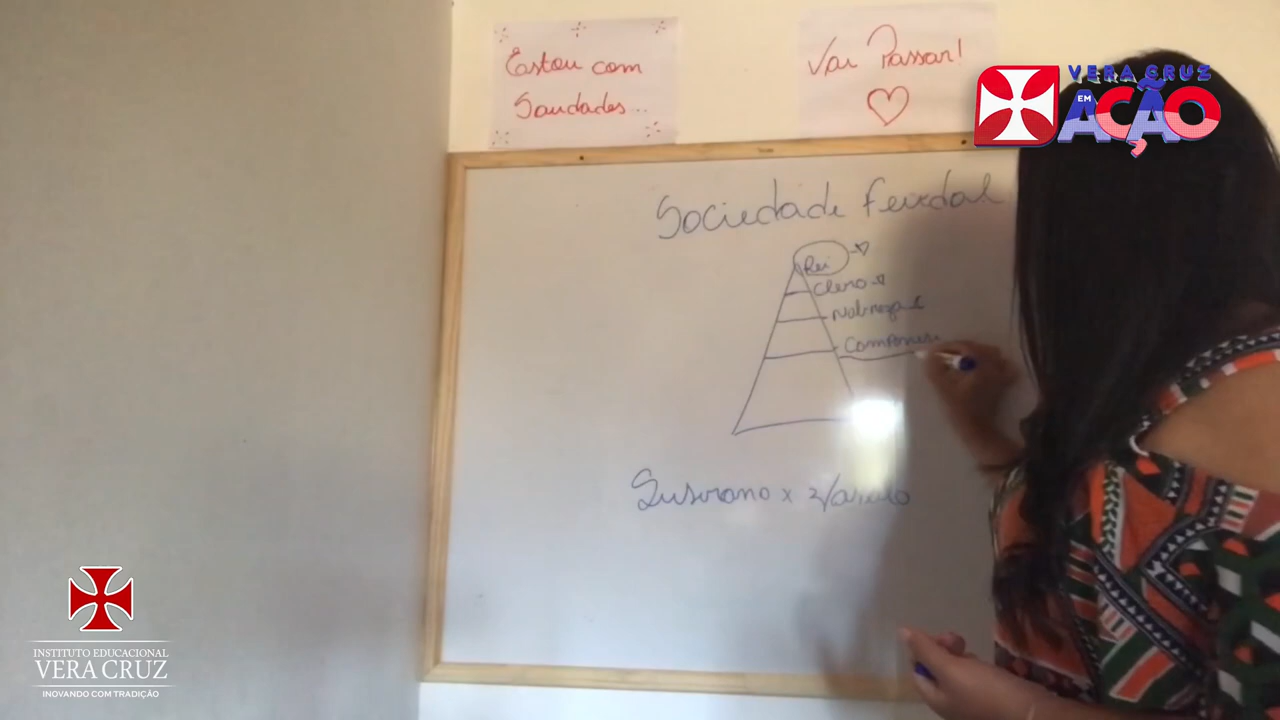 Estou com
Saudades...
Vai Passar!
VERA CRUZ
EM
AÇÃO
Sociedade feudal
Rei
Clero
Nobreza
Suserano x Vassalo
INSTITUTO EDUCACIONAL
VERA CRUZ
INOVANDO COM TRADIÇÃO